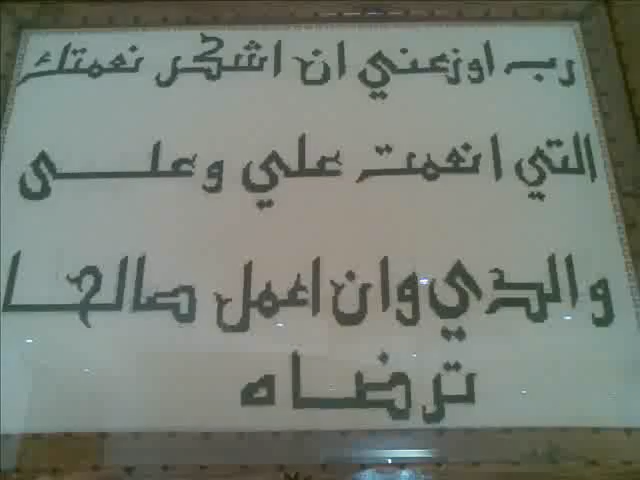 رب اوزعني ان اشكر نعمتك
التي انعمت علي وعلى
والدي وان اعمل صالحا
ترضاه